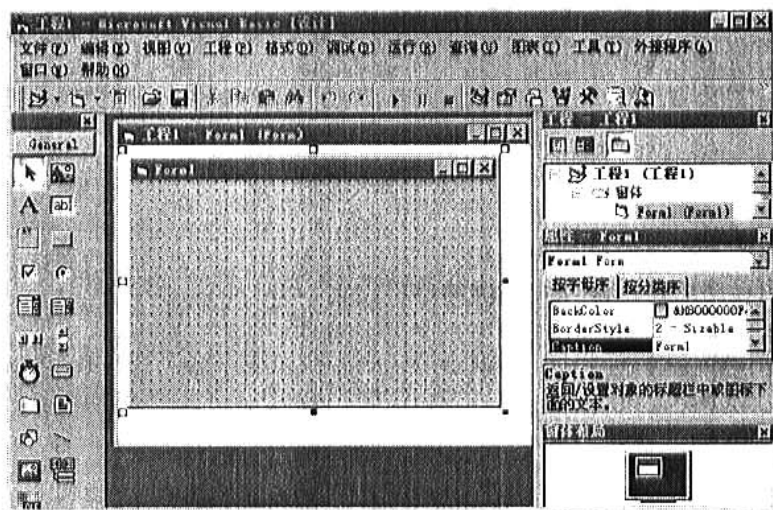 工程1 - Microsoft Visual Basic [设计]
文件(F) 编辑(E) 视图(V) 工程(P) 格式(O) 调试(D) 运行(R) 查询(U) 图表(I) 工具(T) 外接程序(A)
窗口(W) 帮助(H)
General
工程1 - Form1 (Form)
Form1
工程 - 工程1
工程1 (工程1)
窗体
Form1 (Form1)
属性 - Form1
Form1 Form
按字母序 按分类序
BackColor
BorderStyle 2 - Sizable
Caption Form1
Caption
返回/设置对象的标题栏中或图标下
面的文本。